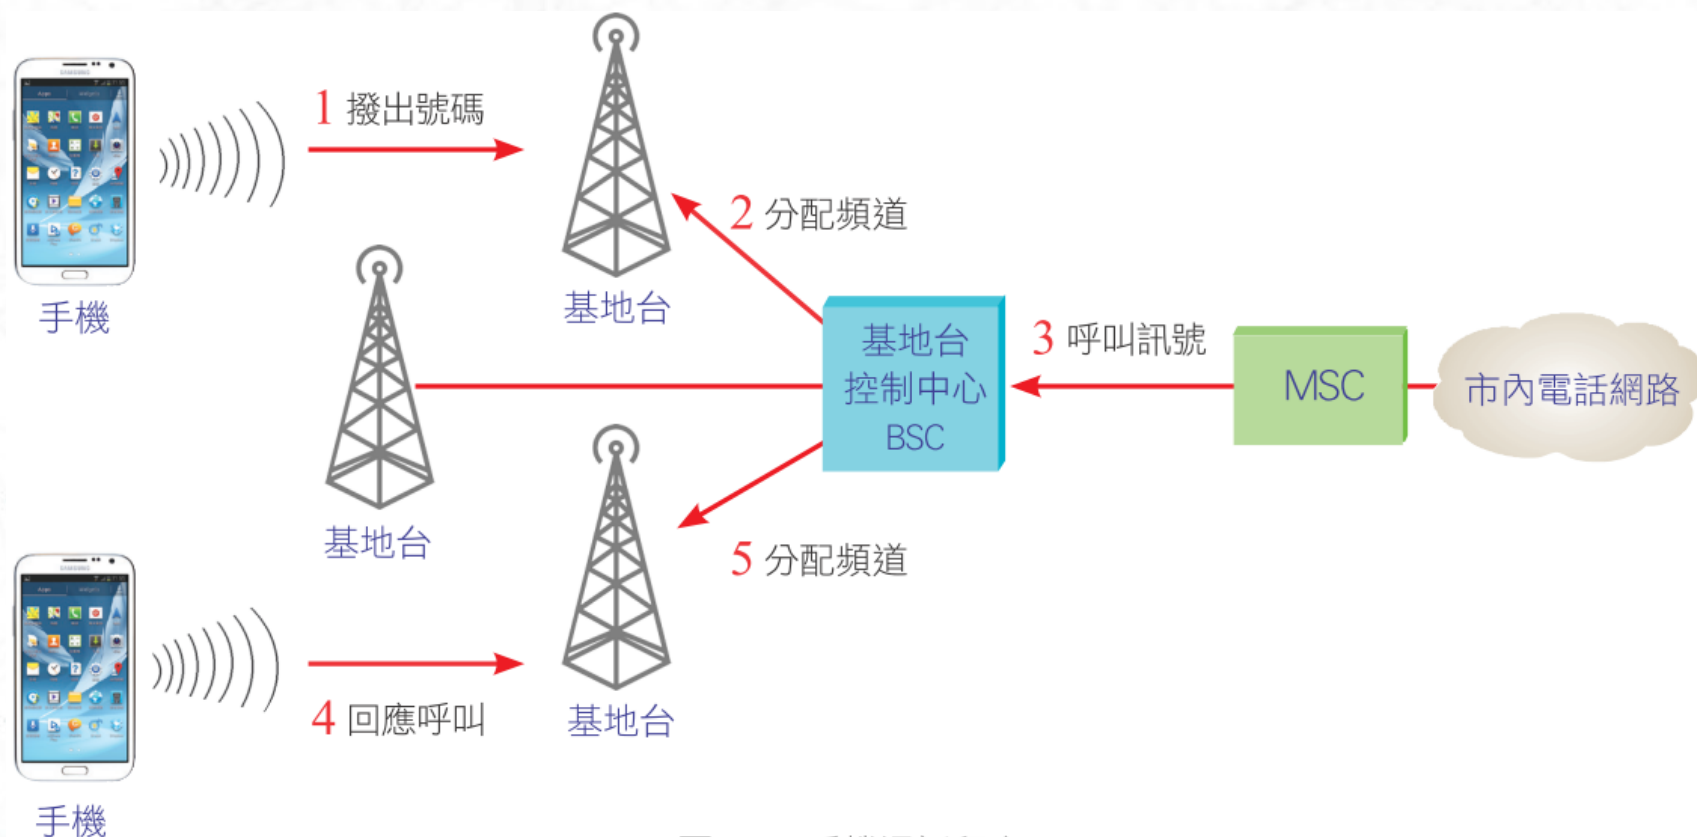 1 撥出號碼
2 分配頻道
手機
基地台
基地台
控制中心
BSC
3 呼叫訊號
MSC
市內電話網路
基地台
5 分配頻道
4 回應呼叫
基地台
手機